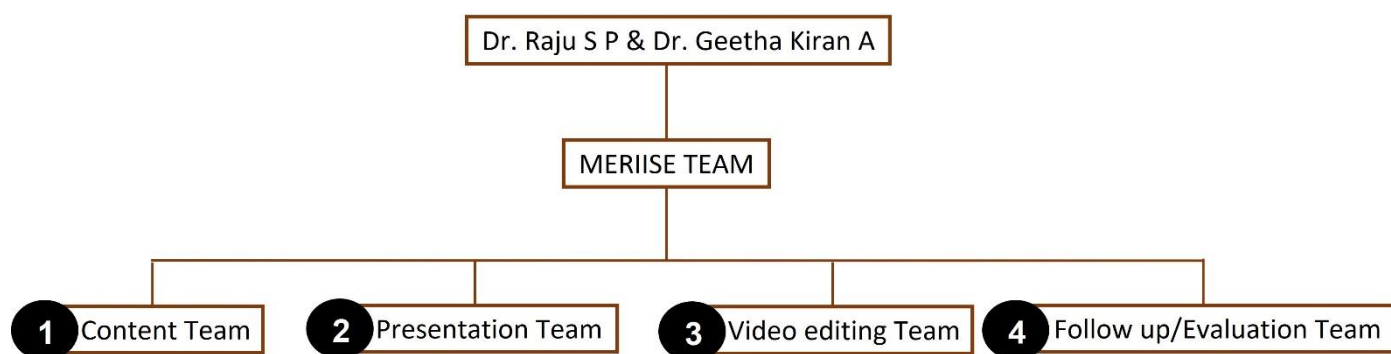 Dr. Raju S P & Dr. Geetha Kiran A
MERIISE TEAM
1 Content Team
2 Presentation Team
3 Video editing Team
4 Follow up/Evaluation Team